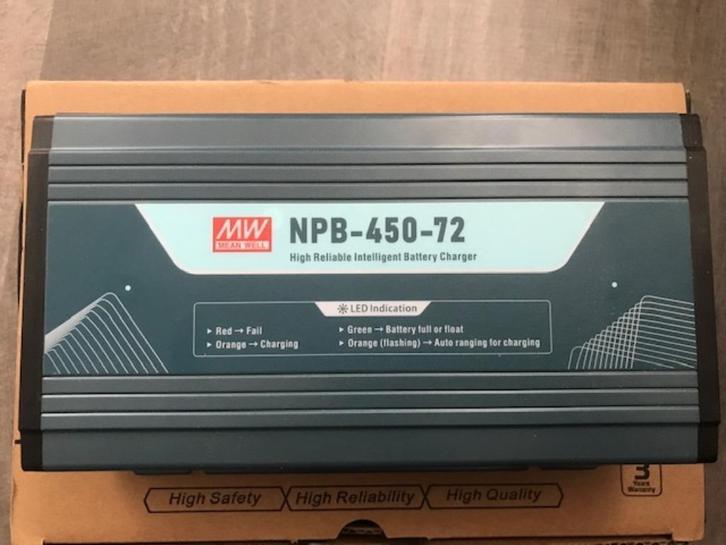 MW
MEAN WELL
NPB-450-72
High Reliable Intelligent Battery Charger
LED Indication
▸ Red → Fail
▸ Green → Battery full or float
▸ Orange → Charging
▸ Orange (flashing) → Auto ranging for charging
High Safety
High Reliability
High Quality
3
Years
Warranty